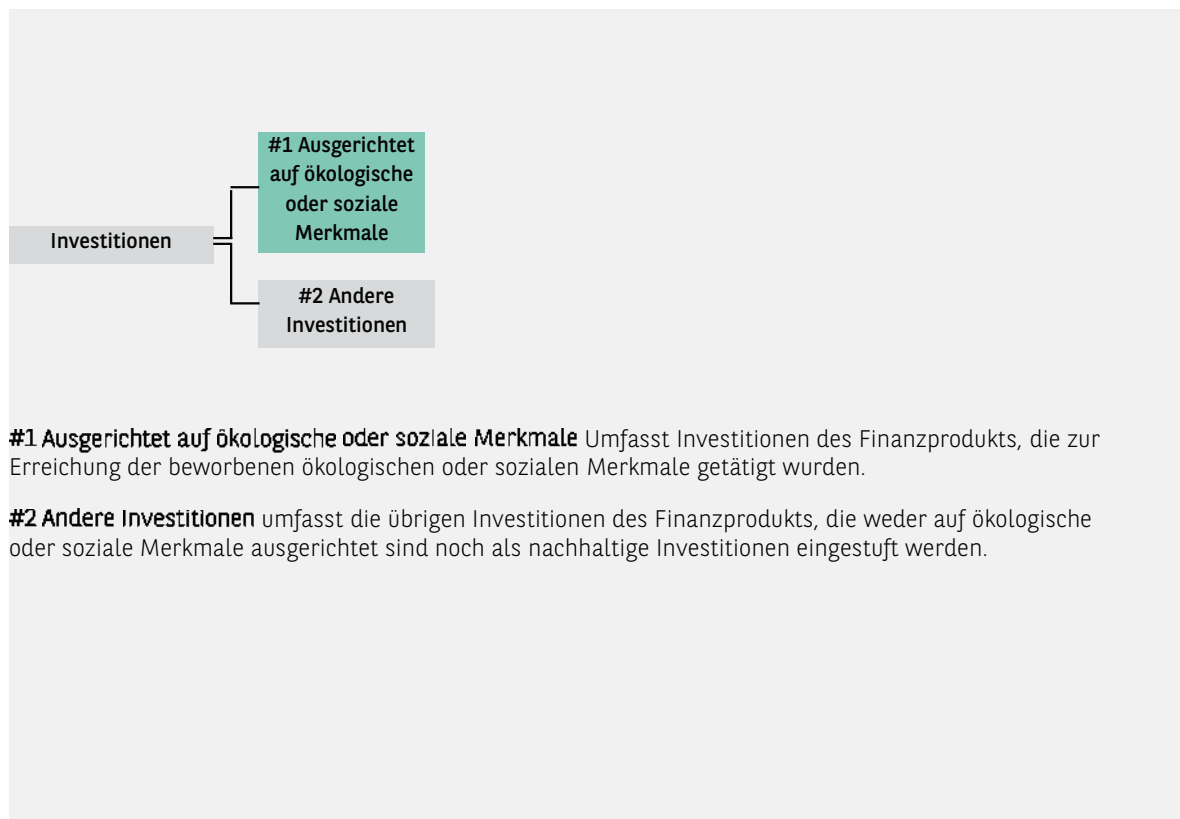 #1 Ausgerichtet
auf ökologische
oder soziale
Merkmale
Investitionen
#2 Andere
Investitionen
#1 Ausgerichtet auf ökologische oder soziale Merkmale Umfasst Investitionen des Finanzprodukts, die zur
Erreichung der beworbenen ökologischen oder sozialen Merkmale getätigt wurden.
#2 Andere Investitionen umfasst die übrigen Investitionen des Finanzprodukts, die weder auf ökologische
oder soziale Merkmale ausgerichtet sind noch als nachhaltige Investitionen eingestuft werden.